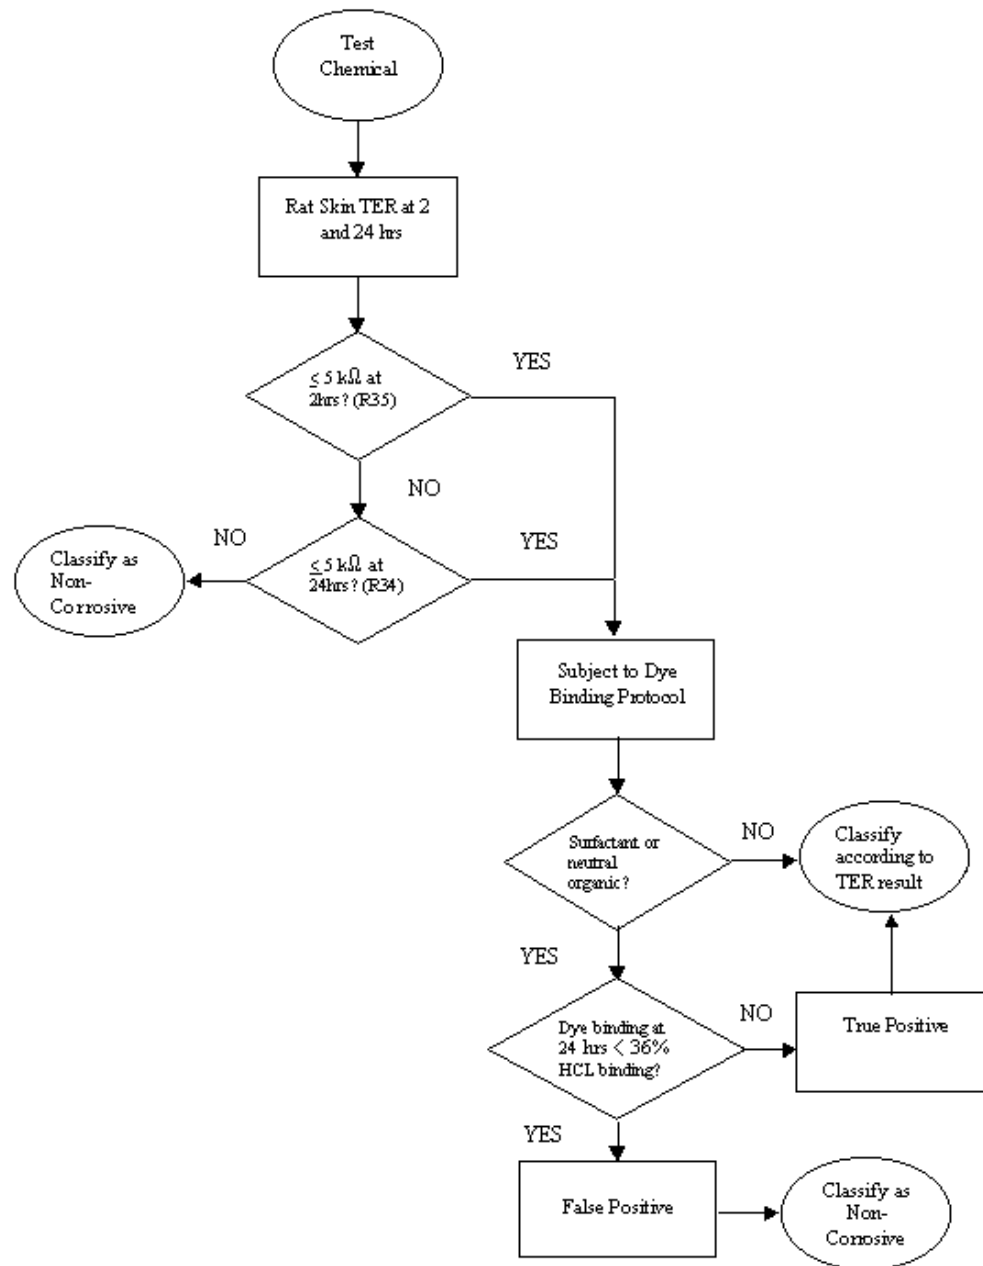 Test
Chemical
Rat Skin TER at 2
and 24 hrs
≤ 5 kΩ at
2hrs? (R35)
YES
NO
≤ 5 kΩ at
24hrs? (R34)
NO
YES
Classify as
Non-
Corrosive
Subject to Dye
Binding Protocol
Surfactant or
neutral
organic?
NO
Classify
according to
TER result
YES
Dye binding at
24 hrs < 36%
HCL binding?
NO
True Positive
YES
False Positive
Classify as
Non-
Corrosive